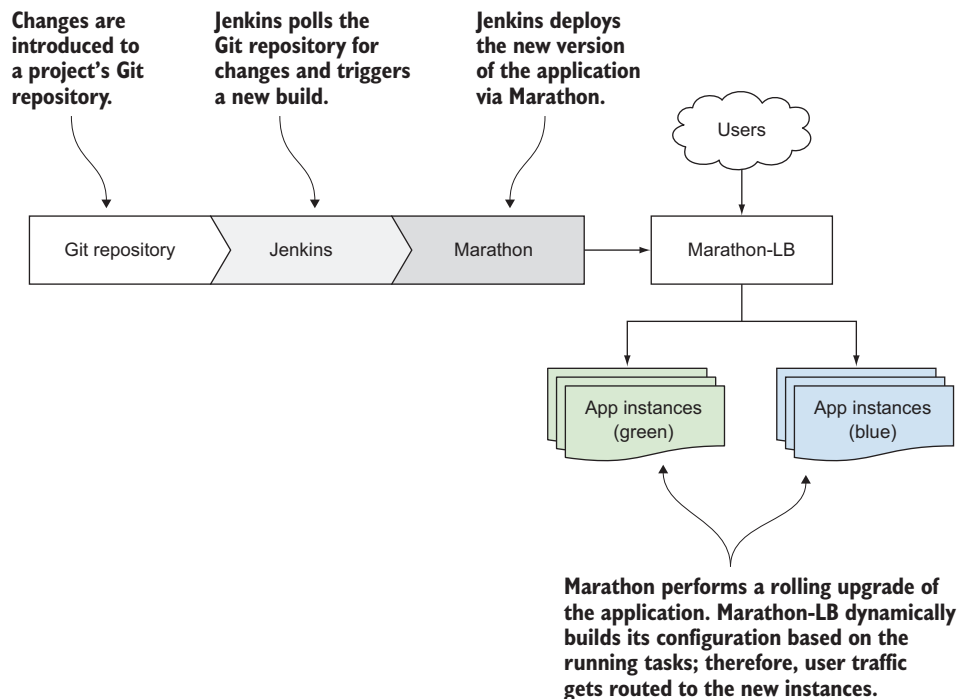 Changes are
introduced to
a project's Git
repository.
Jenkins polls the
Git repository for
changes and triggers
a new build.
Jenkins deploys
the new version
of the application
via Marathon.
Users
Git repository
Jenkins
Marathon
Marathon-LB
App instances
(green)
App instances
(blue)
Marathon performs a rolling upgrade of
the application. Marathon-LB dynamically
builds its configuration based on the
running tasks; therefore, user traffic
gets routed to the new instances.